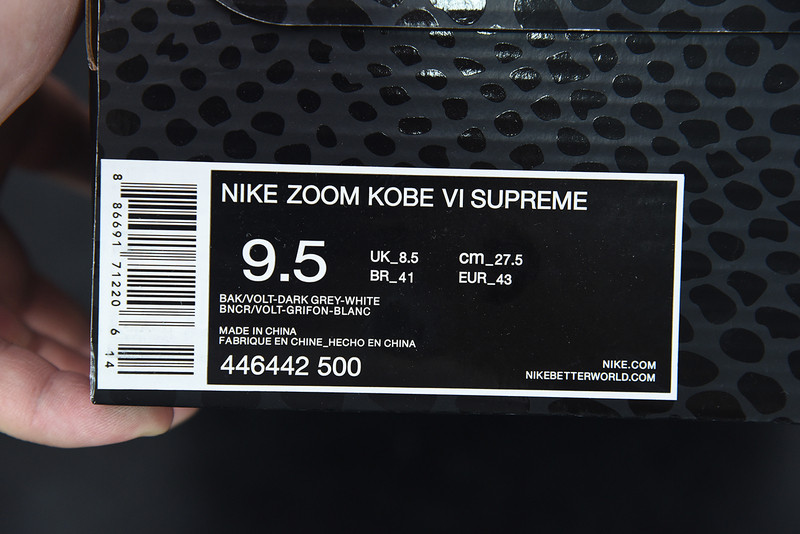 NIKE ZOOM KOBE VI SUPREME
9.5
UK_8.5 cm_27.5
BR_41 EUR_43
BAK/VOLT-DARK GREY-WHITE
BNCR/VOLT-GRIFON-BLANC
MADE IN CHINA
FABRIQUE EN CHINE_HECHO EN CHINA
446442 500
NIKE.COM
NIKEBETTERWORLD.COM
8 86691 71220 6 14